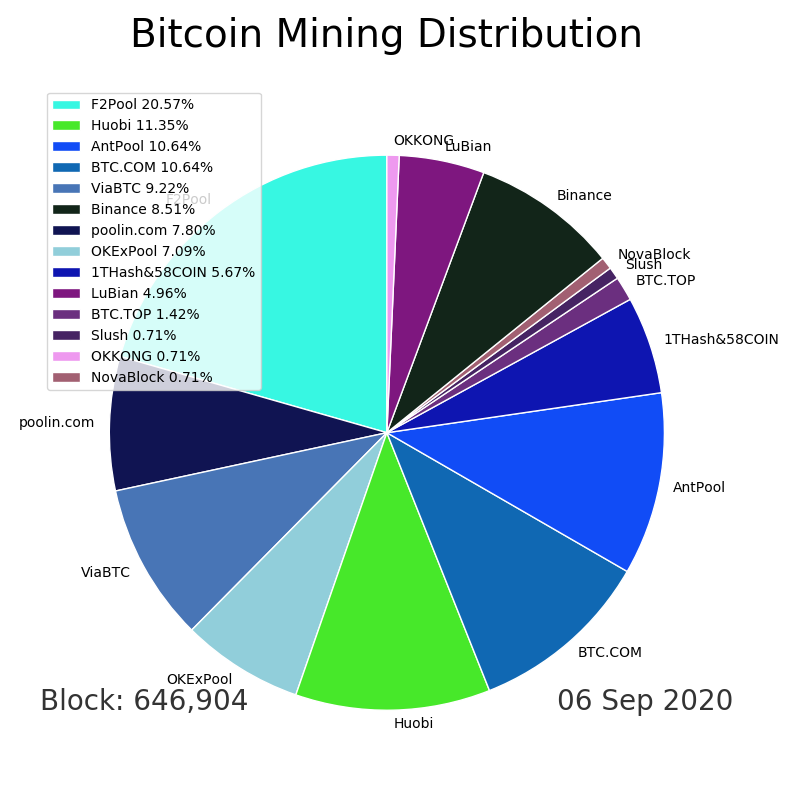 Bitcoin Mining Distribution
F2Pool 20.57%
Huobi 11.35%
AntPool 10.64%
BTC.COM 10.64%
ViaBTC 9.22%
Binance 8.51%
poolin.com 7.80%
OKExPool 7.09%
1THash&58COIN 5.67%
LuBian 4.96%
BTC.TOP 1.42%
Slush 0.71%
OKKONG 0.71%
NovaBlock 0.71%
OKKONG
LuBian
Binance
NovaBlock
Slush
BTC.TOP
1THash&58COIN
AntPool
BTC.COM
Huobi
OKExPool
ViaBTC
poolin.com
F2Pool
Block: 646,904
06 Sep 2020